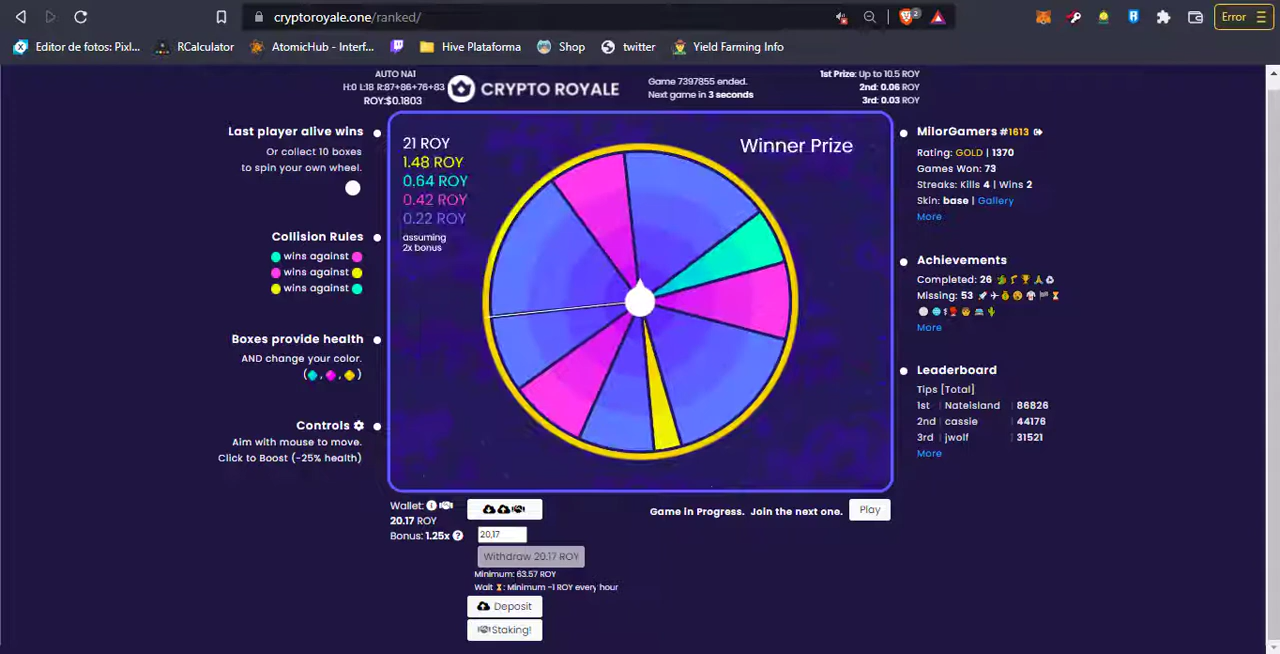 cryptoroyale.one/ranked/
2
Error
Editor de fotos: Pixl...
RCalculator
AtomicHub - Interf...
Hive Plataforma
Shop
twitter
Yield Farming Info
AUTO NA1
H:0 L:18 R:87+86+76+83
ROY:$0.1803
CRYPTO ROYALE
Game 7397855 ended.
Next game in 3 seconds
1st Prize: Up to 10.5 ROY
2nd: 0.06 ROY
3rd: 0.03 ROY
Last player alive wins
Or collect 10 boxes
to spin your own wheel.
Collision Rules
wins against
wins against
wins against
Boxes provide health
AND change your color.
( , , )
Controls
Aim with mouse to move.
Click to Boost (-25% health)
21 ROY
1.48 ROY
0.64 ROY
0.42 ROY
0.22 ROY
assuming
2x bonus
Winner Prize
MilorGamers #1613
Rating: GOLD | 1370
Games Won: 73
Streaks: Kills 4 | Wins 2
Skin: base | Gallery
More
Achievements
Completed: 26
Missing: 53
More
Leaderboard
Tips [Total]
1st | Nateisland | 86826
2nd | cassie | 44176
3rd | jwolf | 31521
More
Wallet:
20.17 ROY
Bonus: 1.25x
20,17
Withdraw 20.17 ROY
Minimum: 63.57 ROY
Wait : Minimum ~1 ROY every hour
Deposit
Staking!
Game in Progress. Join the next one.
Play